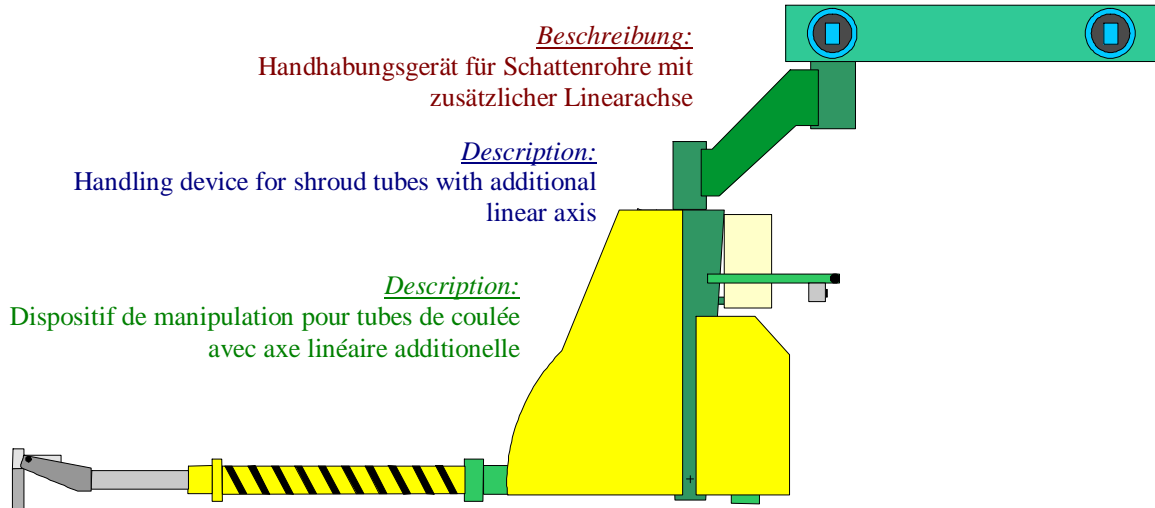 Beschreibung:
Handhabungsgerät für Schattenrohre mit
zusätzlicher Linearachse
Description:
Handling device for shroud tubes with additional
linear axis
Description:
Dispositif de manipulation pour tubes de coulée
avec axe linéaire additionelle